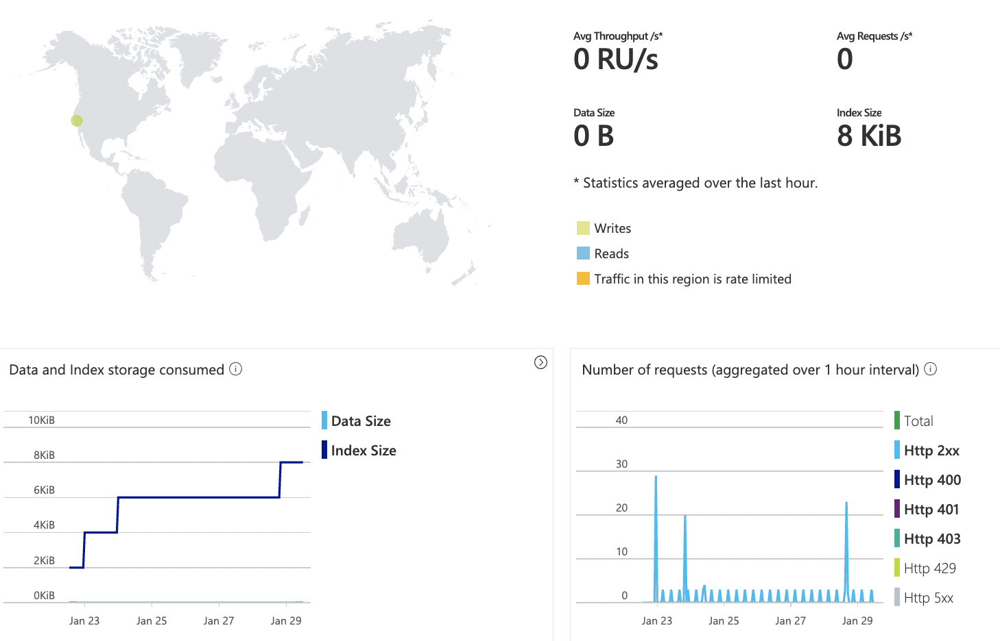 Avg Throughput /s*
0 RU/s
Avg Requests /s*
0
Data Size
0 B
Index Size
8 KiB
* Statistics averaged over the last hour.
Writes
Reads
Traffic in this region is rate limited
Data and Index storage consumed
10KiB
8KiB
6KiB
4KiB
2KiB
0KiB
Jan 23 Jan 25 Jan 27 Jan 29
Data Size
Index Size
Number of requests (aggregated over 1 hour interval)
40
30
20
10
0
Jan 23 Jan 25 Jan 27 Jan 29
Total
Http 2xx
Http 400
Http 401
Http 403
Http 429
Http 5xx